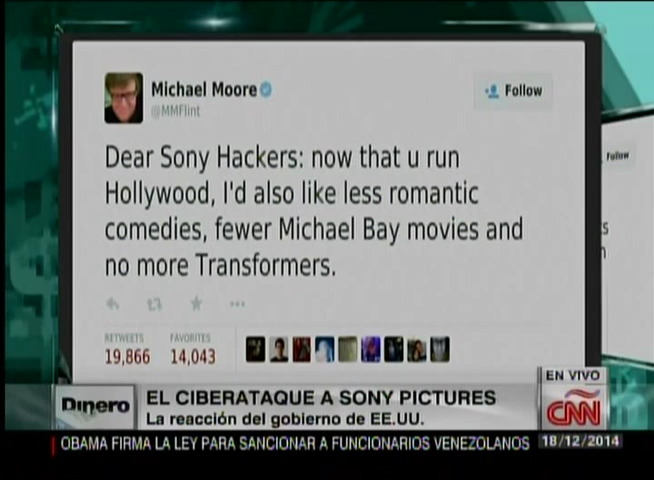 Michael Moore
@MMFlint
Follow
Dear Sony Hackers: now that u run
Hollywood, I'd also like less romantic
comedies, fewer Michael Bay movies and
no more Transformers.
RETWEETS
FAVORITES
19,866
14,043
Follow
Dinero
EL CIBERATAQUE A SONY PICTURES
La reacción del gobierno de EE.UU.
EN VIVO
CNN
OBAMA FIRMA LA LEY PARA SANCIONAR A FUNCIONARIOS VENEZOLANOS
18/12/2014